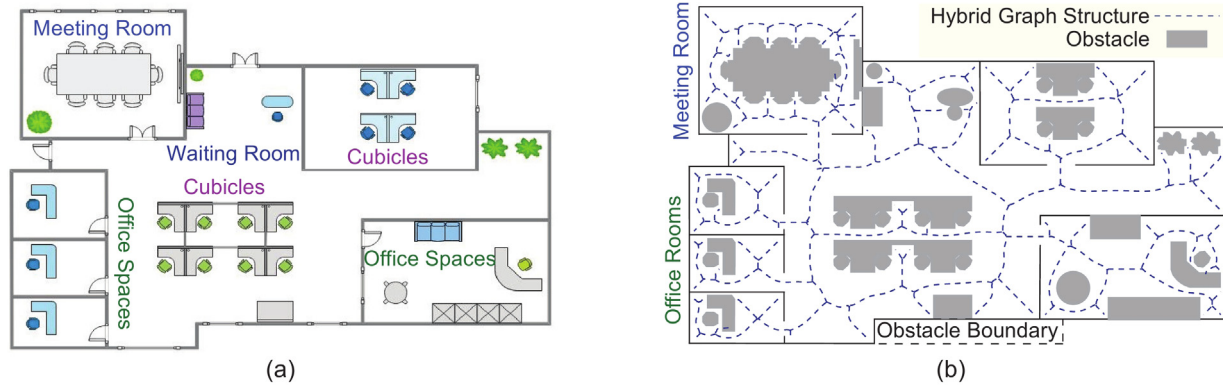 Meeting Room
Waiting Room
Cubicles
Cubicles
Office Spaces
Office Spaces
(a)
Hybrid Graph Structure
Obstacle
Meeting Room
Office Rooms
Obstacle Boundary
(b)